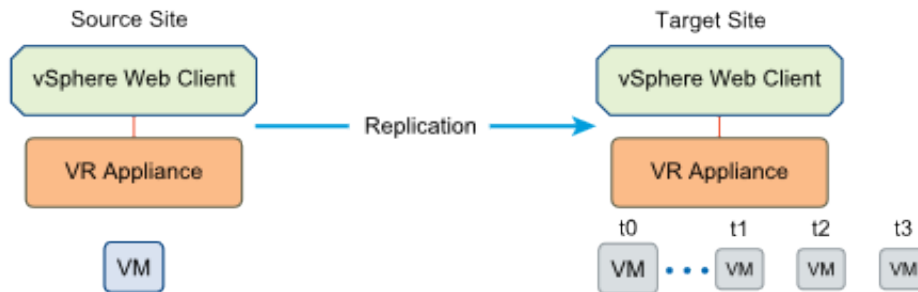 Source Site
vSphere Web Client
VR Appliance
VM
Replication
Target Site
vSphere Web Client
VR Appliance
t0 t1 t2 t3
VM VM VM VM